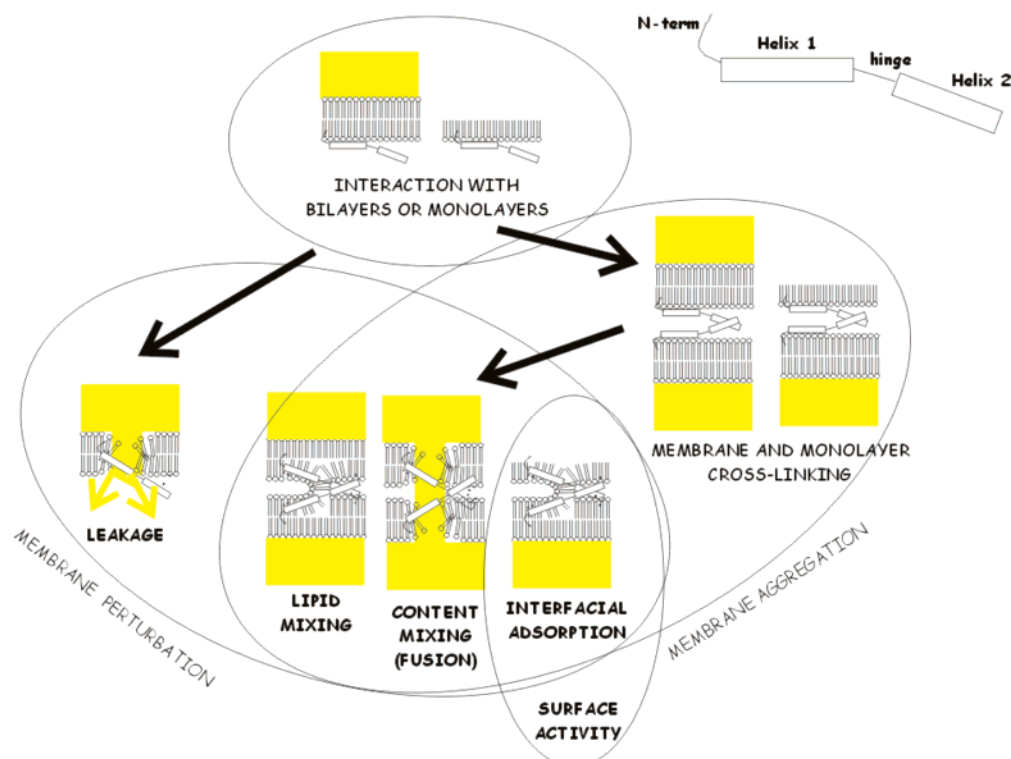 N-term
Helix 1
hinge
Helix 2
INTERACTION WITH
BILAYERS OR MONOLAYERS
MEMBRANE AND MONOLAYER
CROSS-LINKING
LEAKAGE
LIPID
MIXING
CONTENT
MIXING
(FUSION)
INTERFACIAL
ADSORPTION
MEMBRANE PERTURBATION
MEMBRANE AGGREGATION
SURFACE
ACTIVITY